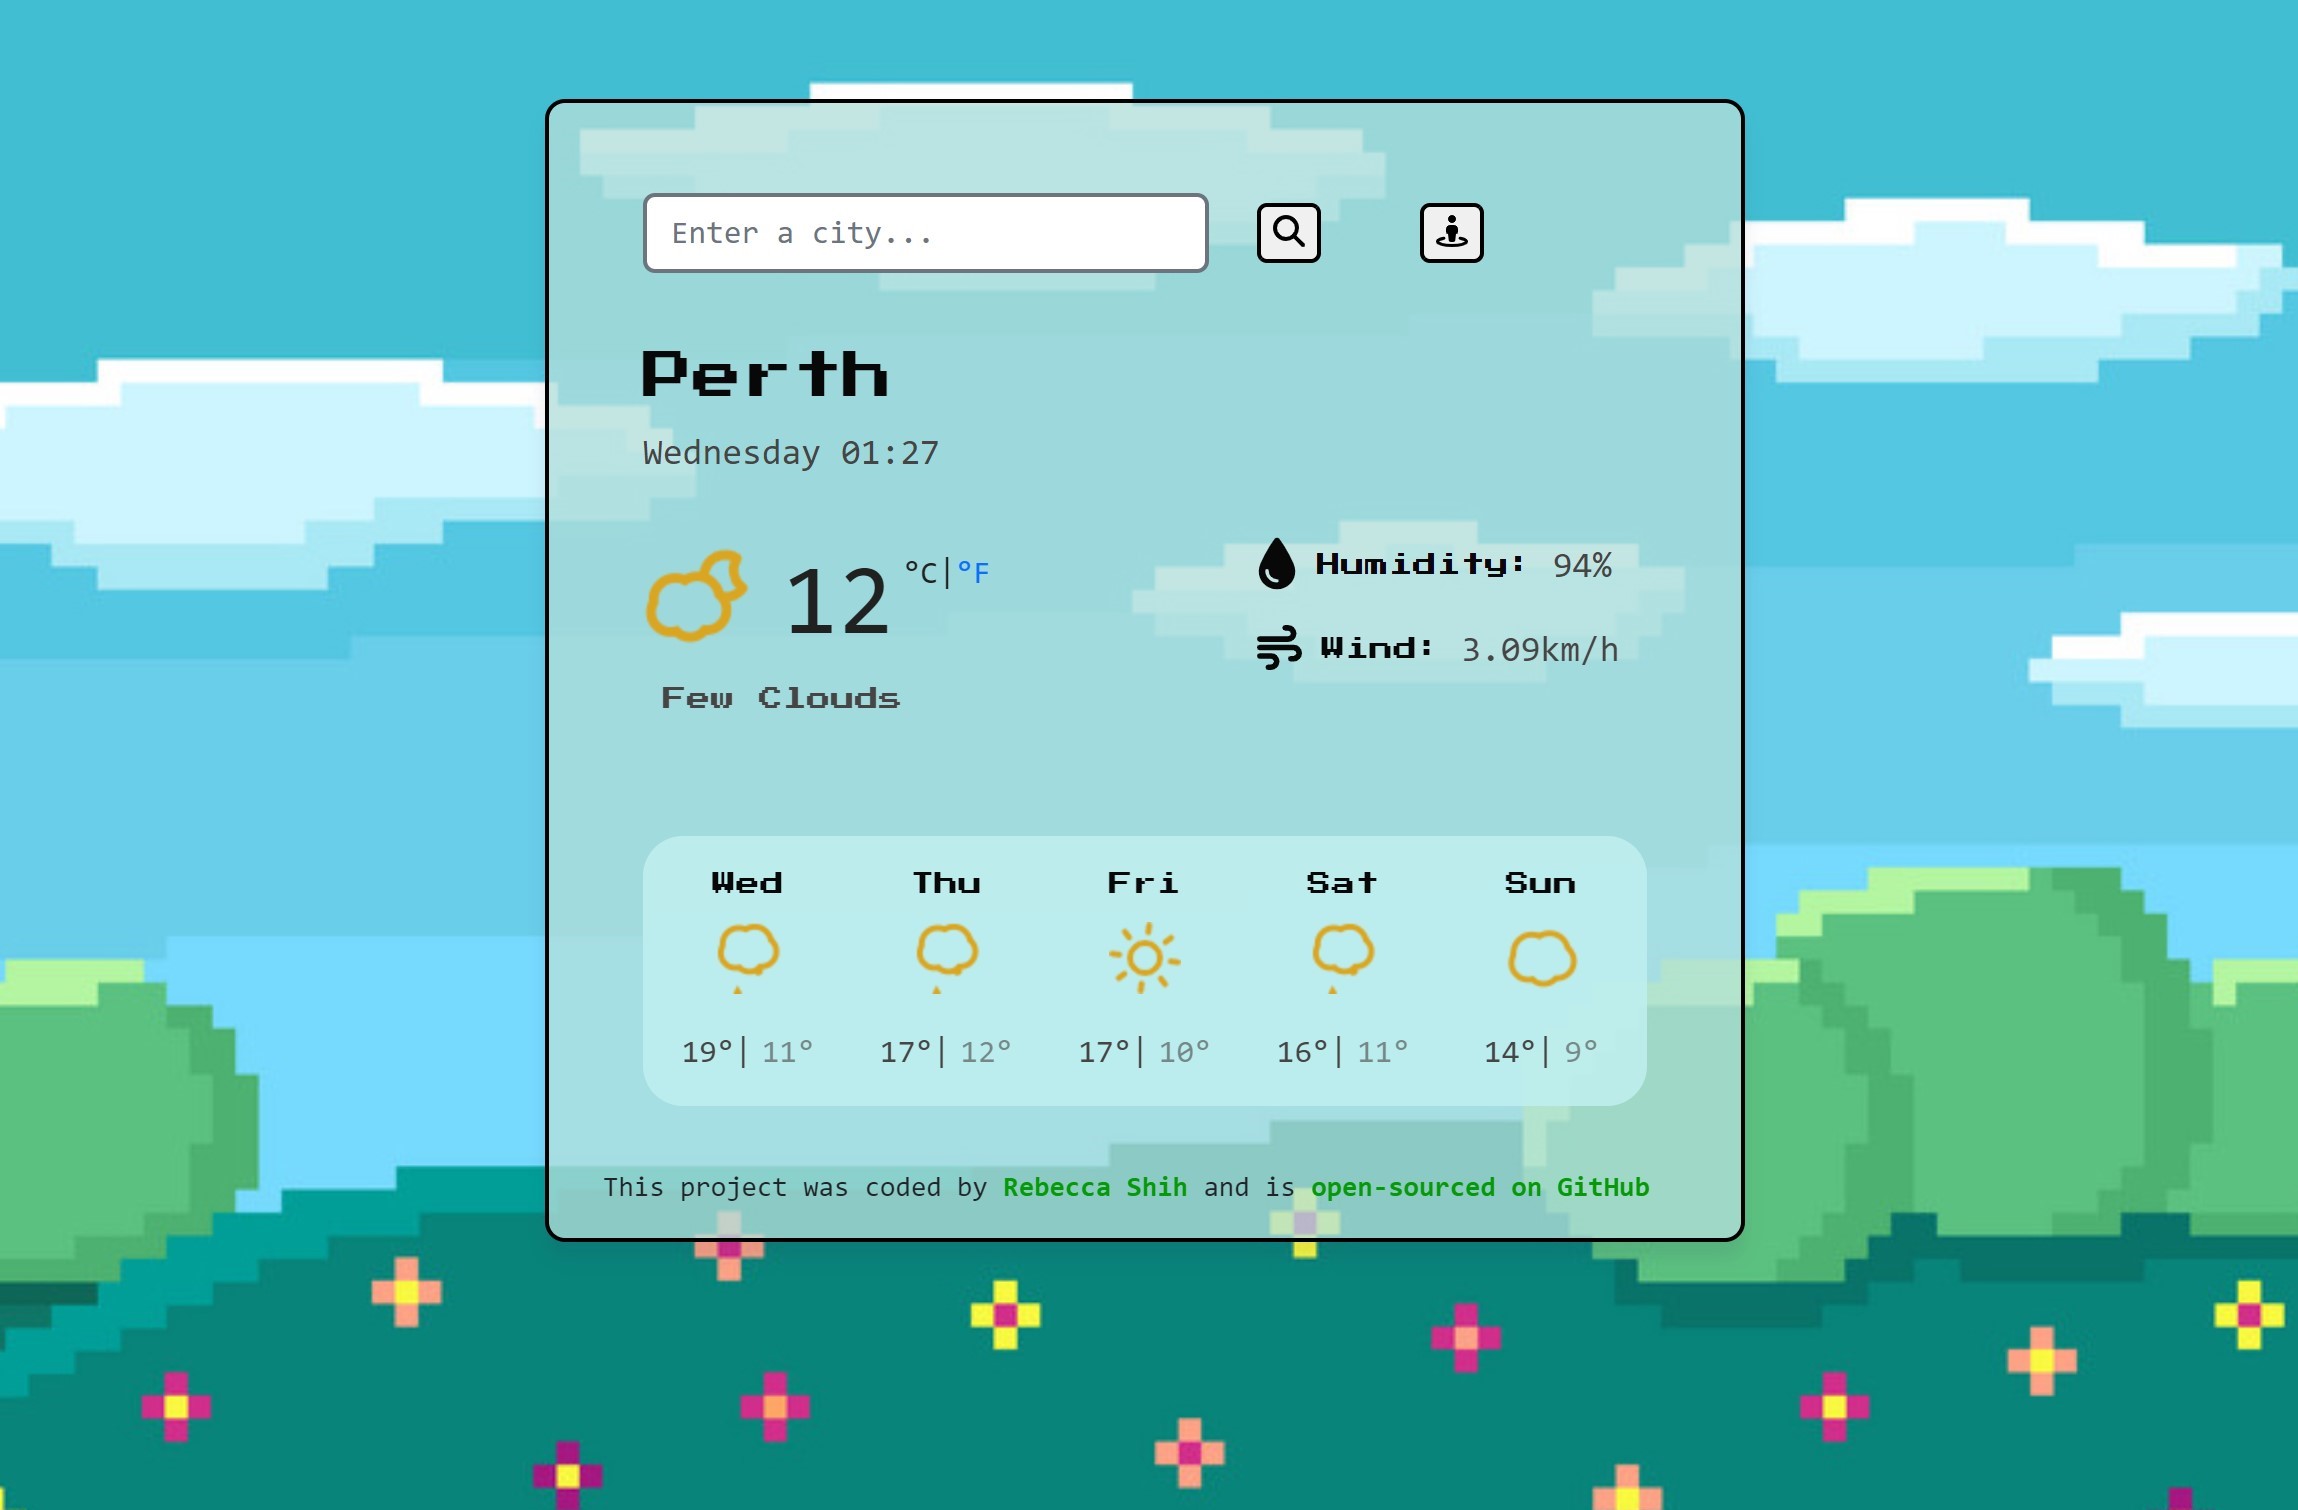 Enter a city...
Perth
Wednesday 01:27
12 °C|°F
Humidity: 94%
Wind: 3.09km/h
Few Clouds
Wed Thu Fri Sat Sun
19°| 11° 17°| 12° 17°| 10° 16°| 11° 14°| 9°
This project was coded by Rebecca Shih and is open-sourced on GitHub